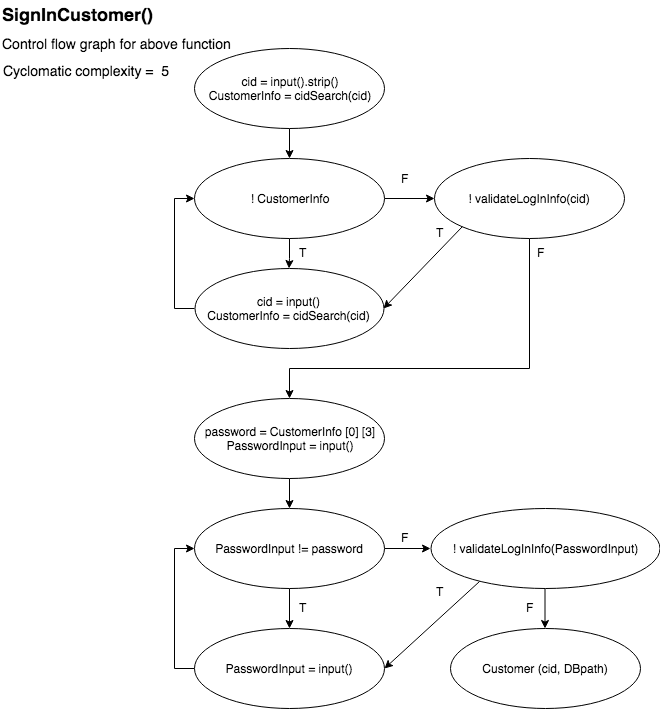 SignInCustomer()
Control flow graph for above function
Cyclomatic complexity = 5
cid = input().strip()
CustomerInfo = cidSearch(cid)
! CustomerInfo
F
! validateLogInInfo(cid)
T
T
F
cid = input()
CustomerInfo = cidSearch(cid)
password = CustomerInfo [0] [3]
PasswordInput = input()
PasswordInput != password
F
! validateLogInInfo(PasswordInput)
T
T
F
PasswordInput = input()
Customer (cid, DBpath)